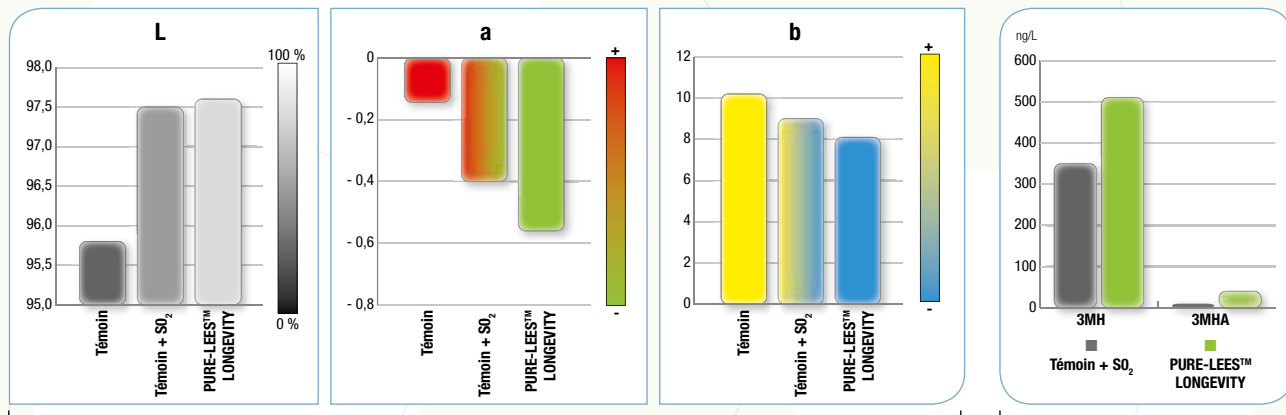 L
100 %
98,0
97,5
97,0
96,5
96,0
95,5
95,0
0 %
Témoin
Témoin + SO₂
PURE-LEES™
LONGEVITY
a
+
0
- 0,2
- 0,4
- 0,6
- 0,8
-
Témoin
Témoin + SO₂
PURE-LEES™
LONGEVITY
b
+
12
10
8
6
4
2
0
-
Témoin
Témoin + SO₂
PURE-LEES™
LONGEVITY
ng/L
600
500
400
300
200
100
0
3MH
3MHA
Témoin + SO₂
PURE-LEES™
LONGEVITY